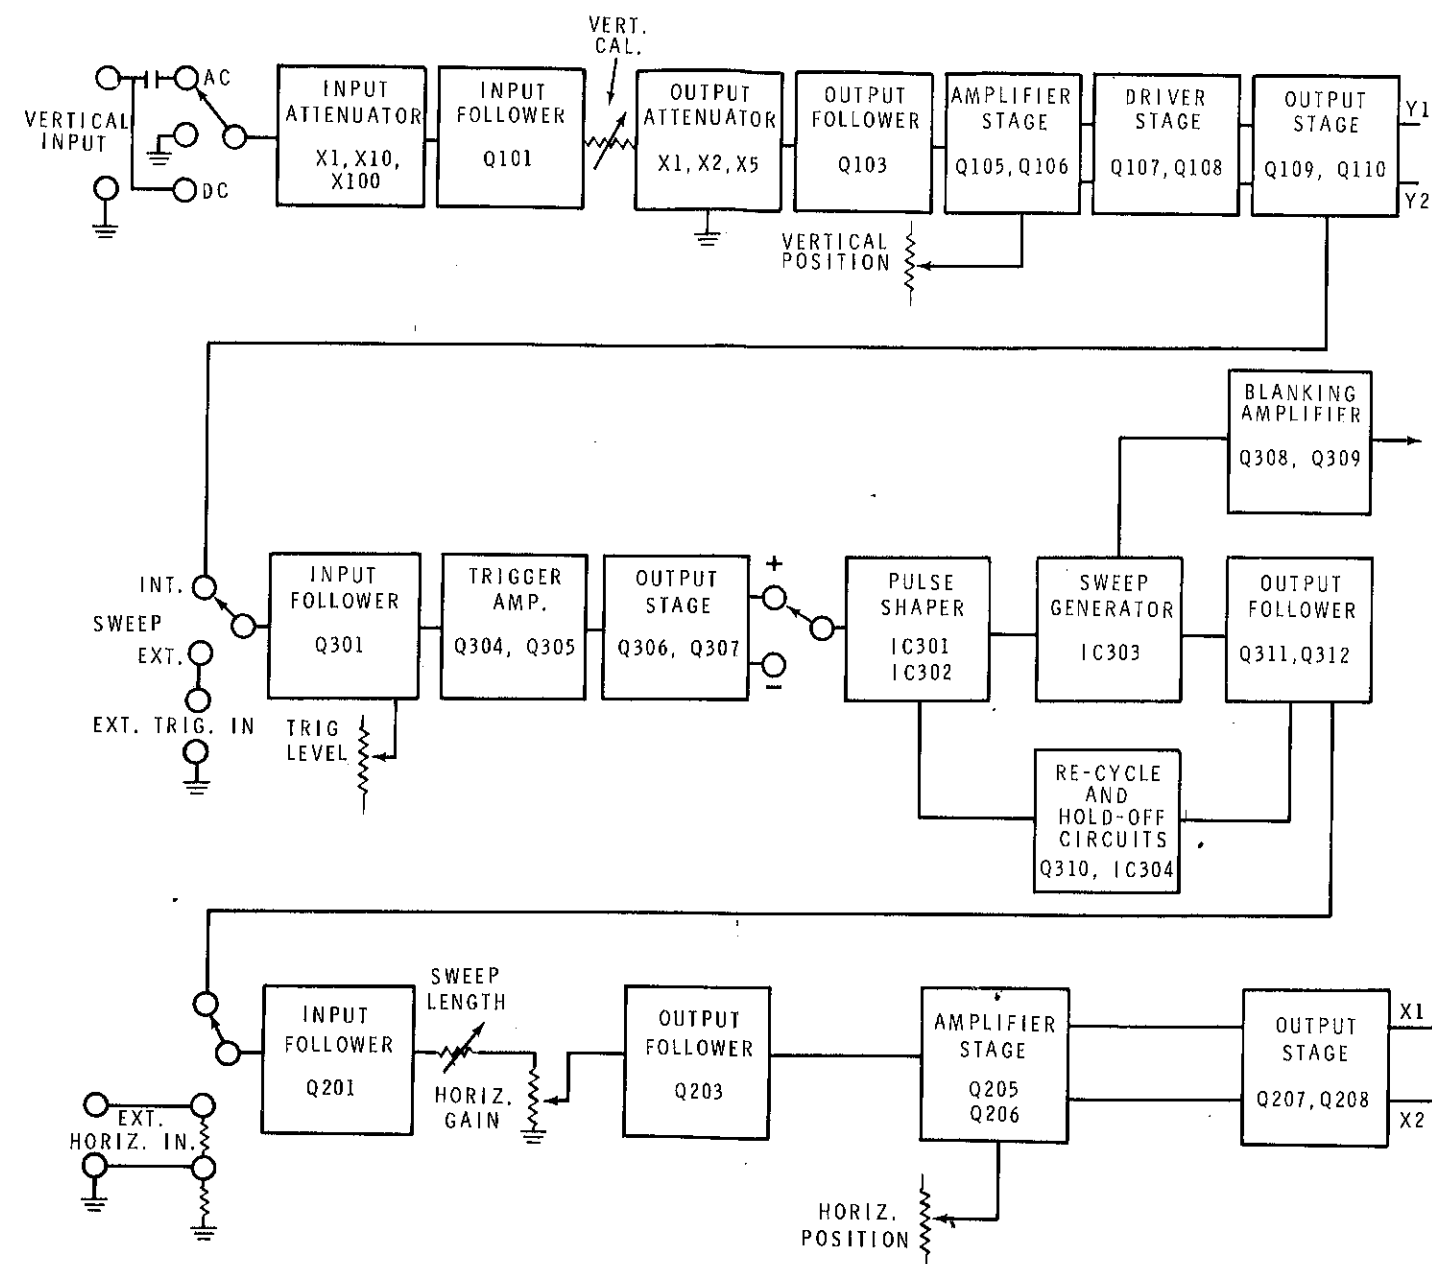 VERT.
CAL.
AC
VERTICAL
INPUT
DC
INPUT
ATTENUATOR
X1, X10,
X100
INPUT
FOLLOWER
Q101
OUTPUT
ATTENUATOR
X1, X2, X5
OUTPUT
FOLLOWER
Q103
AMPLIFIER
STAGE
Q105, Q106
DRIVER
STAGE
Q107, Q108
OUTPUT
STAGE
Q109, Q110
Y1
Y2
VERTICAL
POSITION
BLANKING
AMPLIFIER
Q308, Q309
INT.
SWEEP
EXT.
EXT. TRIG. IN
INPUT
FOLLOWER
Q301
TRIG
LEVEL
TRIGGER
AMP.
Q304, Q305
OUTPUT
STAGE
Q306, Q307
+
−
PULSE
SHAPER
IC301
IC302
SWEEP
GENERATOR
IC303
OUTPUT
FOLLOWER
Q311, Q312
RE-CYCLE
AND
HOLD-OFF
CIRCUITS
Q310, IC304
EXT.
HORIZ. IN.
INPUT
FOLLOWER
Q201
SWEEP
LENGTH
HORIZ.
GAIN
OUTPUT
FOLLOWER
Q203
AMPLIFIER
STAGE
Q205
Q206
HORIZ.
POSITION
OUTPUT
STAGE
Q207, Q208
X1
X2